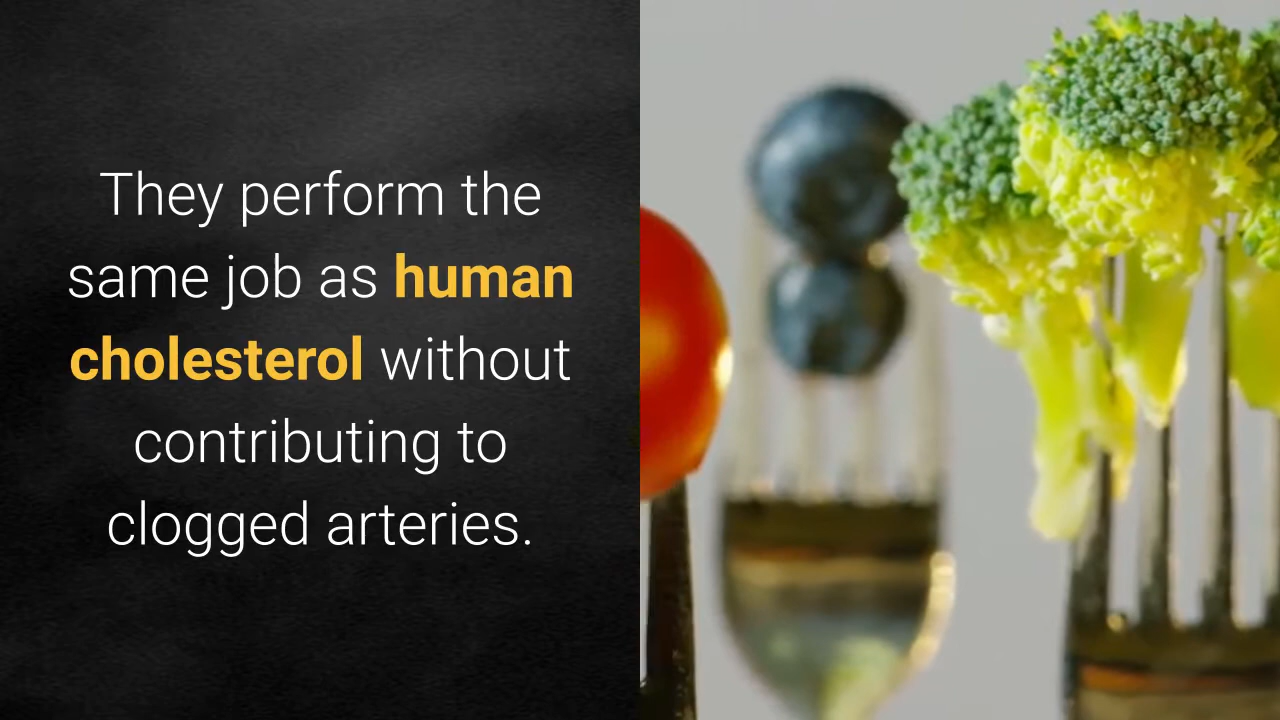 They perform the
same job as human
cholesterol without
contributing to
clogged arteries.